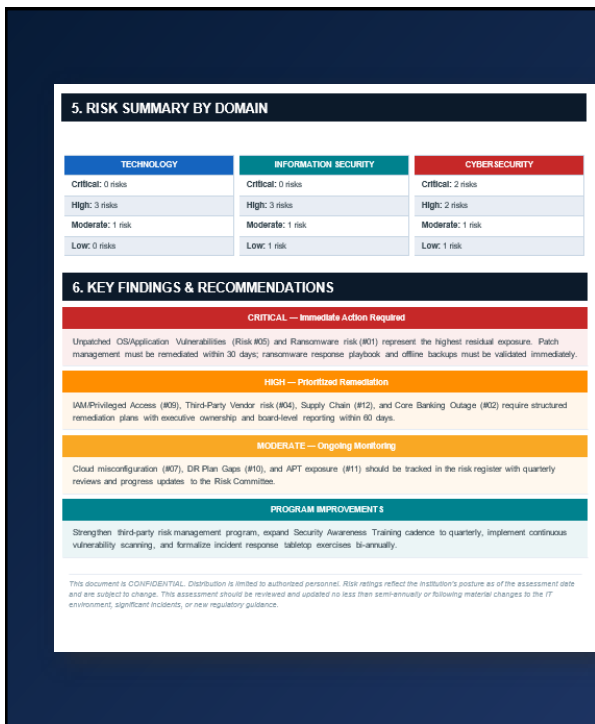 5. RISK SUMMARY BY DOMAIN
TECHNOLOGY
Critical: 0 risks
High: 3 risks
Moderate: 1 risk
Low: 0 risks
INFORMATION SECURITY
Critical: 0 risks
High: 3 risks
Moderate: 1 risk
Low: 1 risk
CYBERSECURITY
Critical: 2 risks
High: 2 risks
Moderate: 1 risk
Low: 1 risk
6. KEY FINDINGS & RECOMMENDATIONS
CRITICAL — Immediate Action Required
Unpatched OS/Application Vulnerabilities (Risk #05) and Ransomware risk (#01) represent the highest residual exposure. Patch
management must be remediated within 30 days; ransomware response playbook and offline backups must be validated immediately.
HIGH — Prioritized Remediation
IAM/Privileged Access (#09), Third-Party Vendor risk (#04), Supply Chain (#12), and Core Banking Outage (#02) require structured
remediation plans with executive ownership and board-level reporting within 60 days.
MODERATE — Ongoing Monitoring
Cloud misconfiguration (#07), DR Plan Gaps (#10), and APT exposure (#11) should be tracked in the risk register with quarterly
reviews and progress updates to the Risk Committee.
PROGRAM IMPROVEMENTS
Strengthen third-party risk management program, expand Security Awareness Training cadence to quarterly, implement continuous
vulnerability scanning, and formalize incident response tabletop exercises bi-annually.
This document is CONFIDENTIAL. Distribution is limited to authorized personnel. Risk ratings reflect the institution's posture as of the assessment date
and are subject to change. This assessment should be reviewed and updated no less than semi-annually or following material changes to the IT
environment, significant incidents, or new regulatory guidance.